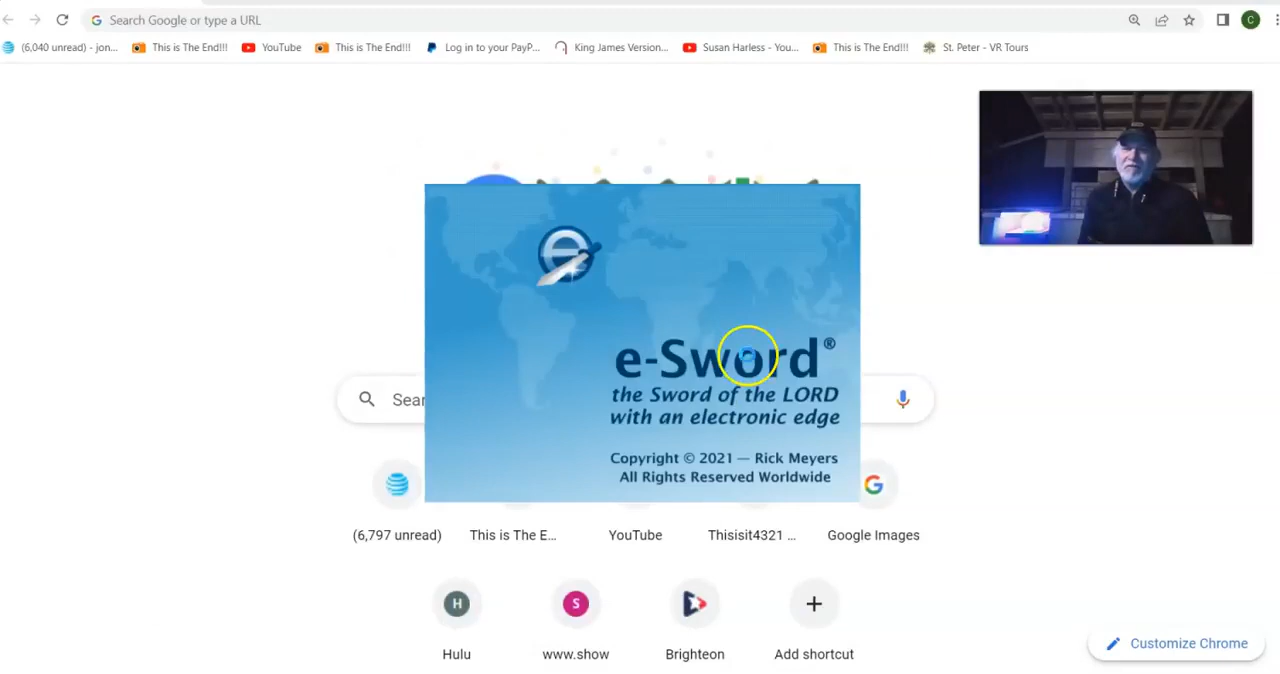 Search Google or type a URL
C
(6,040 unread) - jon...
This is The End!!!
YouTube
This is The End!!!
Log in to your PayP...
King James Version...
Susan Harless - You...
This is The End!!!
St. Peter - VR Tours
e-Sword®
the Sword of the LORD
with an electronic edge
Copyright © 2021 — Rick Meyers
All Rights Reserved Worldwide
Sear
(6,797 unread)
This is The E...
YouTube
Thisisit4321 ...
Google Images
H
S
Hulu
www.show
Brighteon
Add shortcut
Customize Chrome